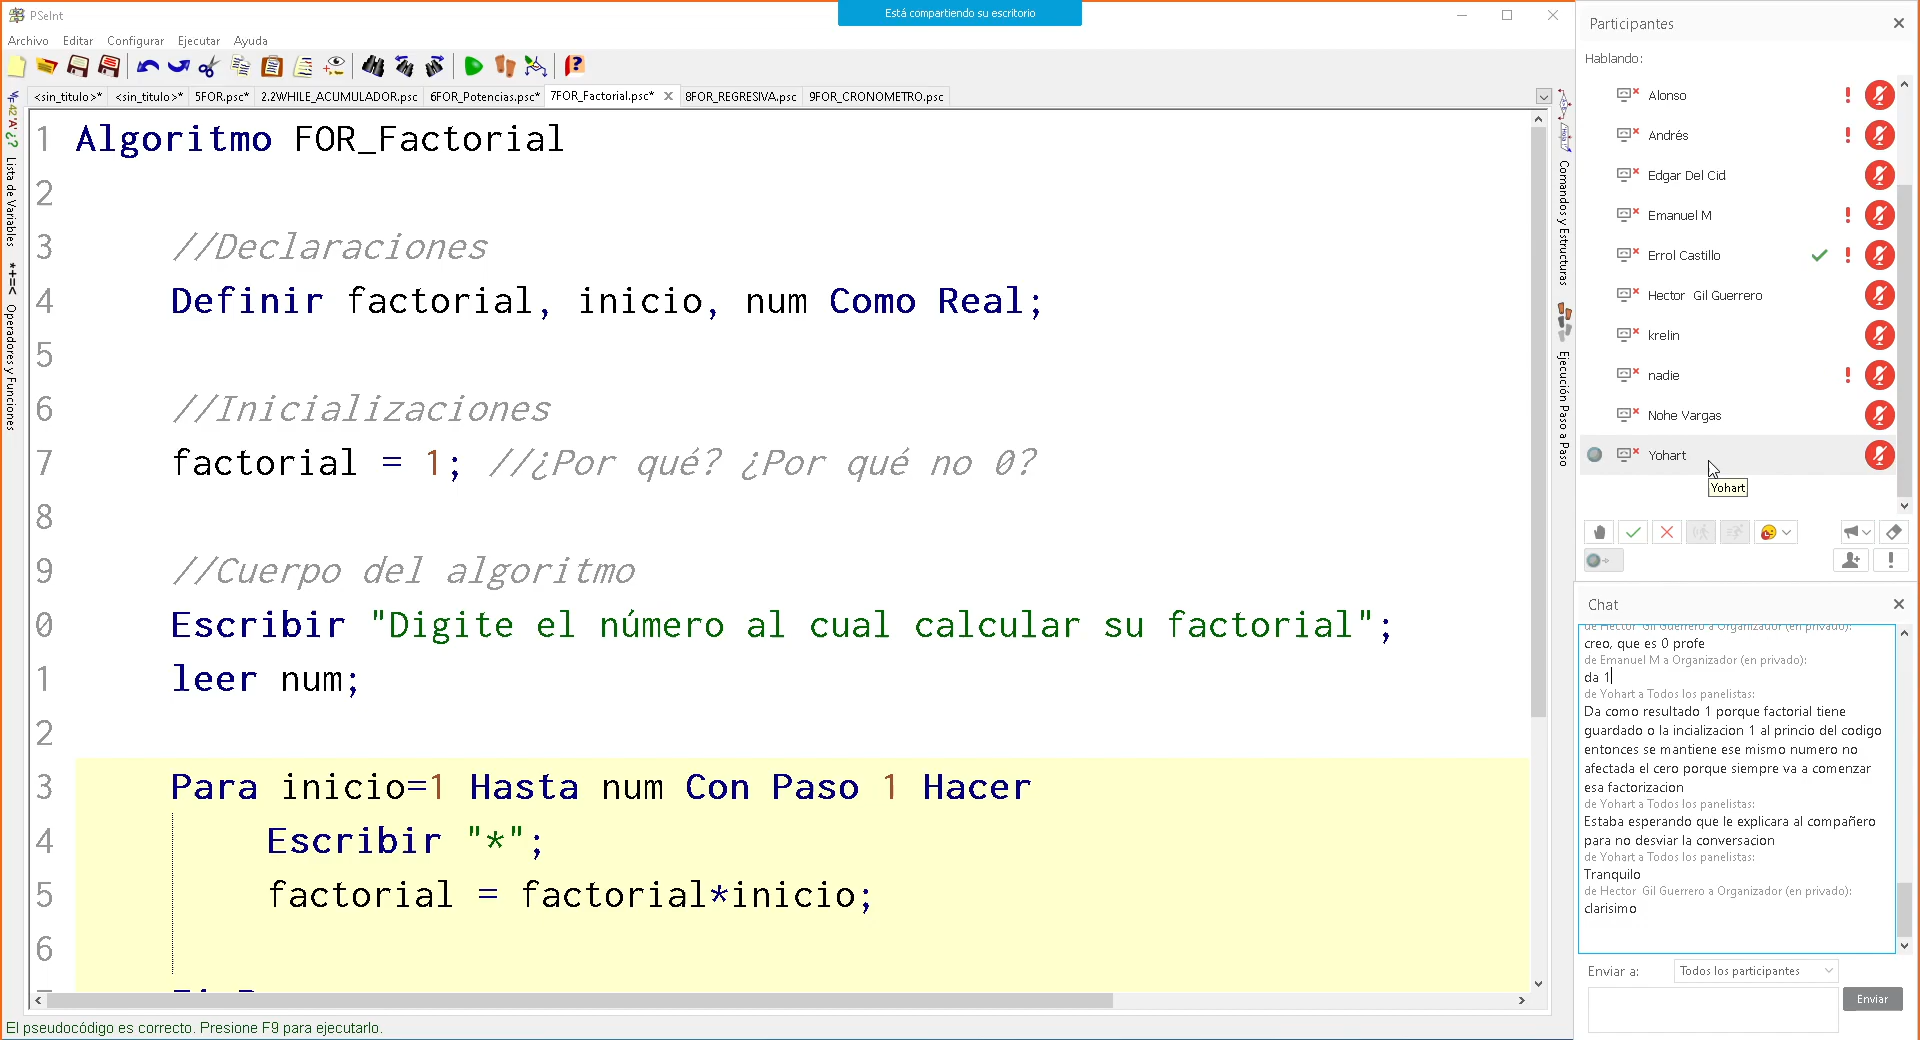 PSeInt
Está compartiendo su escritorio
Archivo Editar Configurar Ejecutar Ayuda
<sin_titulo>* <sin_titulo>* 5FOR.psc* 2.2WHILE_ACUMULADOR.psc 6FOR_Potencias.psc* 7FOR_Factorial.psc* 8FOR_REGRESIVA.psc 9FOR_CRONOMETRO.psc
Lista de Variables
Operadores y Funciones
1 Algoritmo FOR_Factorial
2
3 //Declaraciones
4 Definir factorial, inicio, num Como Real;
5
6 //Inicializaciones
7 factorial = 1; //¿Por qué? ¿Por qué no 0?
8
9 //Cuerpo del algoritmo
0 Escribir "Digite el número al cual calcular su factorial";
1 leer num;
2
3 Para inicio=1 Hasta num Con Paso 1 Hacer
4 Escribir "*";
5 factorial = factorial*inicio;
6
Comandos y Estructuras
Ejecución Paso a Paso
El pseudocódigo es correcto. Presione F9 para ejecutarlo.
Participantes
Hablando:
Alonso
Andrés
Edgar Del Cid
Emanuel M
Errol Castillo
Hector Gil Guerrero
krelin
nadie
Nohe Vargas
Yohart
Yohart
Chat
de Hector Gil Guerrero a Organizador (en privado):
creo, que es 0 profe
de Emanuel M a Organizador (en privado):
da 1
de Yohart a Todos los panelistas:
Da como resultado 1 porque factorial tiene
guardado o la incialization 1 al princio del codigo
entonces se mantiene ese mismo numero no
afectada el cero porque siempre va a comenzar
esa factorizacion
de Yohart a Todos los panelistas:
Estaba esperando que le explicara al compañero
para no desviar la conversacion
de Yohart a Todos los panelistas:
Tranquilo
de Hector Gil Guerrero a Organizador (en privado):
clarisimo
Enviar a: Todos los participantes
Enviar